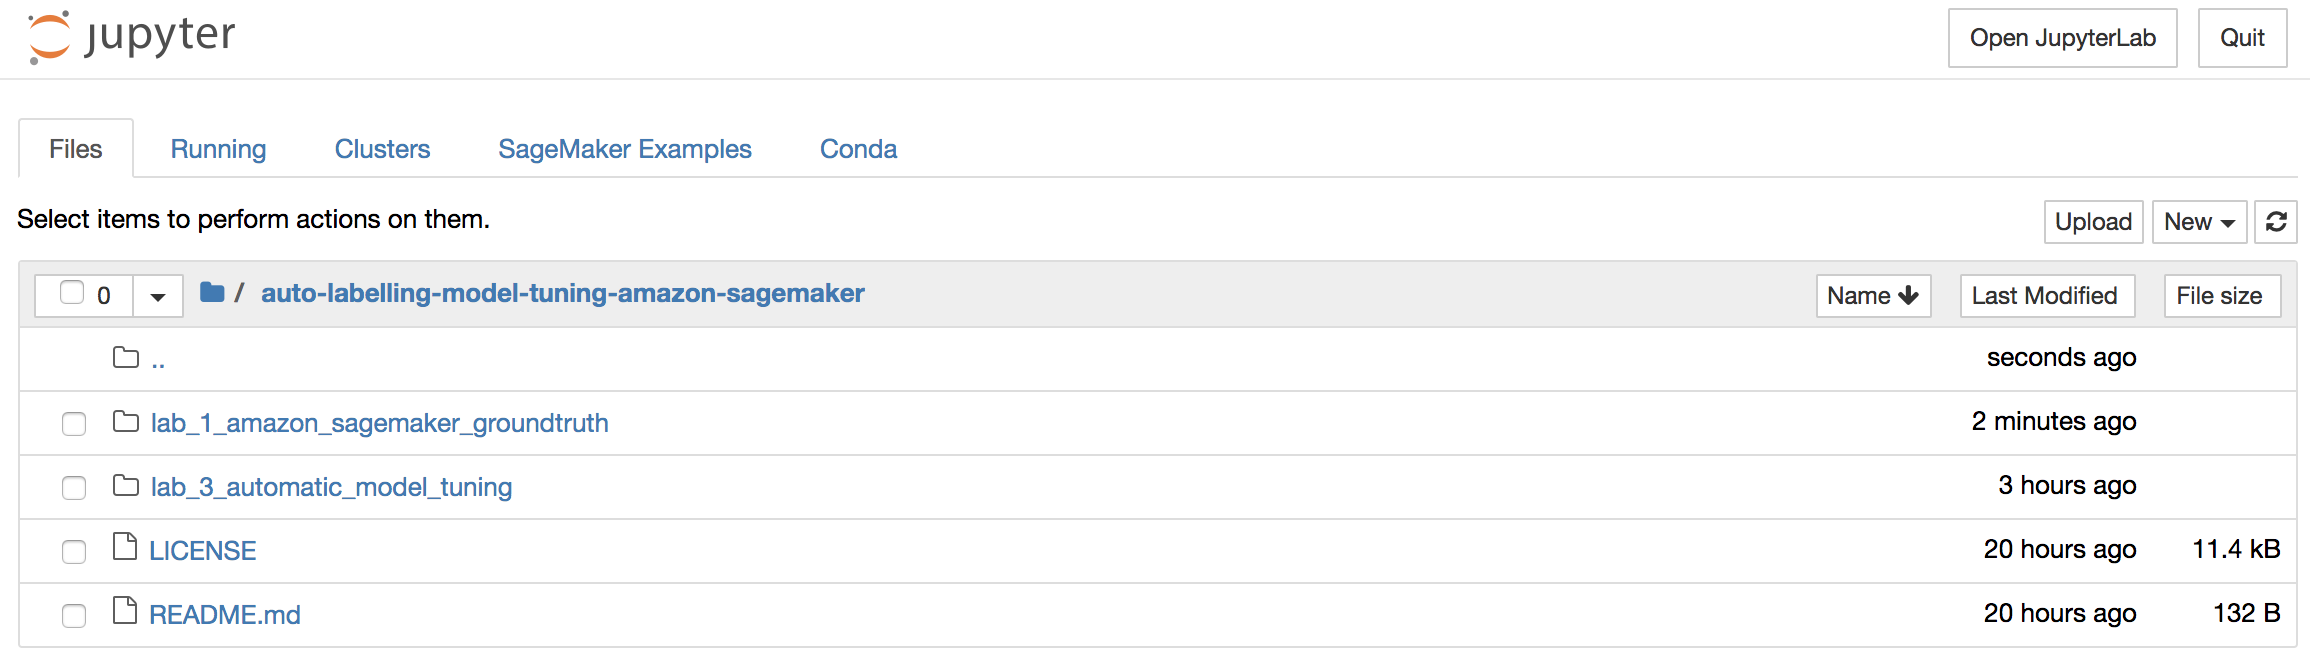 jupyter Open JupyterLab Quit
Files Running Clusters SageMaker Examples Conda
Select items to perform actions on them. Upload New
0 / auto-labelling-model-tuning-amazon-sagemaker Name Last Modified File size
.. seconds ago
lab_1_amazon_sagemaker_groundtruth 2 minutes ago
lab_3_automatic_model_tuning 3 hours ago
LICENSE 20 hours ago 11.4 kB
README.md 20 hours ago 132 B